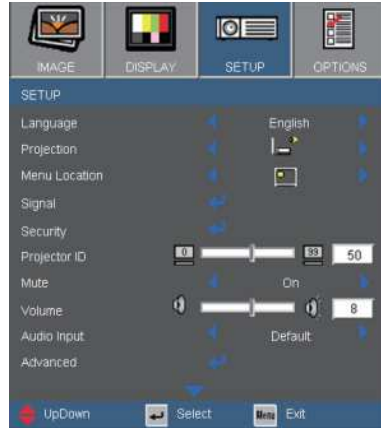 IMAGE DISPLAY SETUP OPTIONS
SETUP
Language English
Projection
Menu Location
Signal
Security
Projector ID 0 99 50
Mute On
Volume 8
Audio Input Default
Advanced
UpDown Select Menu Exit